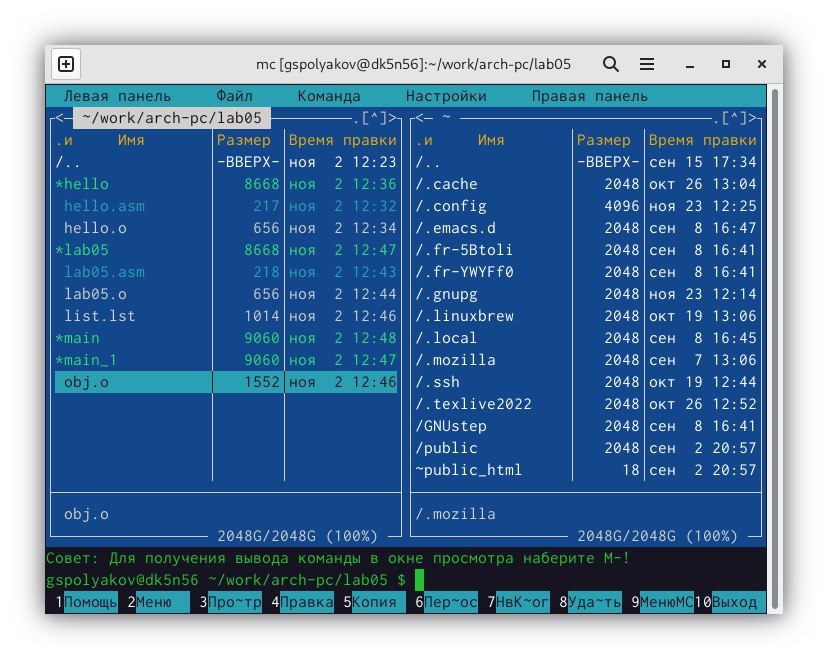 mc [gspolyakov@dk5n56]:~/work/arch-pc/lab05
Левая панель Файл Команда Настройки Правая панель
<─ ~/work/arch-pc/lab05 .[^]>
.и Имя Размер Время правки
/.. -ВВЕРХ- ноя 2 12:23
*hello 8668 ноя 2 12:36
hello.asm 217 ноя 2 12:32
hello.o 656 ноя 2 12:34
*lab05 8668 ноя 2 12:47
lab05.asm 218 ноя 2 12:43
lab05.o 656 ноя 2 12:44
list.lst 1014 ноя 2 12:46
*main 9060 ноя 2 12:48
*main_1 9060 ноя 2 12:47
obj.o 1552 ноя 2 12:46
obj.o
2048G/2048G (100%)
<─ ~ .[^]>
.и Имя Размер Время правки
/.. -ВВЕРХ- сен 15 17:34
/.cache 2048 окт 26 13:04
/.config 4096 ноя 23 12:25
/.emacs.d 2048 сен 8 16:47
/.fr-5Btoli 2048 сен 8 16:41
/.fr-YWYFf0 2048 сен 8 16:41
/.gnupg 2048 ноя 23 12:14
/.linuxbrew 2048 окт 19 13:06
/.local 2048 сен 8 16:45
/.mozilla 2048 сен 7 13:06
/.ssh 2048 окт 19 12:44
/.texlive2022 2048 окт 26 12:52
/GNUstep 2048 сен 8 16:41
/public 2048 сен 2 20:57
~public_html 18 сен 2 20:57
/.mozilla
2048G/2048G (100%)
Совет: Для получения вывода команды в окне просмотра наберите M-!
gspolyakov@dk5n56 ~/work/arch-pc/lab05 $
1Помощь 2Меню 3Про~тр 4Правка 5Копия 6Пер~ос 7НвК~ог 8Уда~ть 9МенюMC 10Выход